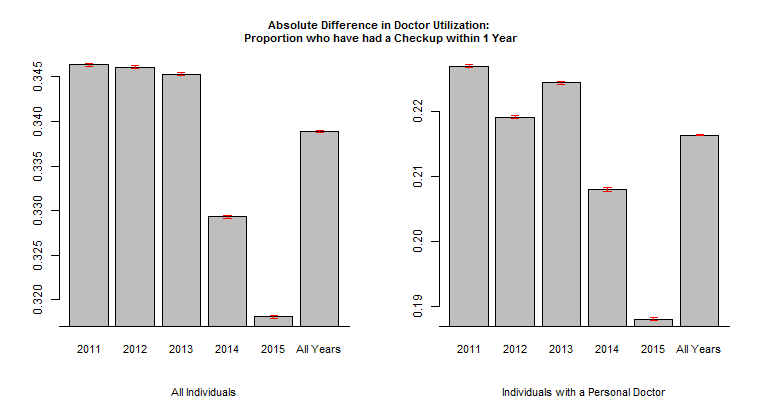 Absolute Difference in Doctor Utilization:
Proportion who have had a Checkup within 1 Year
0.345
0.340
0.335
0.330
0.325
0.320
2011 2012 2013 2014 2015 All Years
All Individuals
0.22
0.21
0.20
0.19
2011 2012 2013 2014 2015 All Years
Individuals with a Personal Doctor